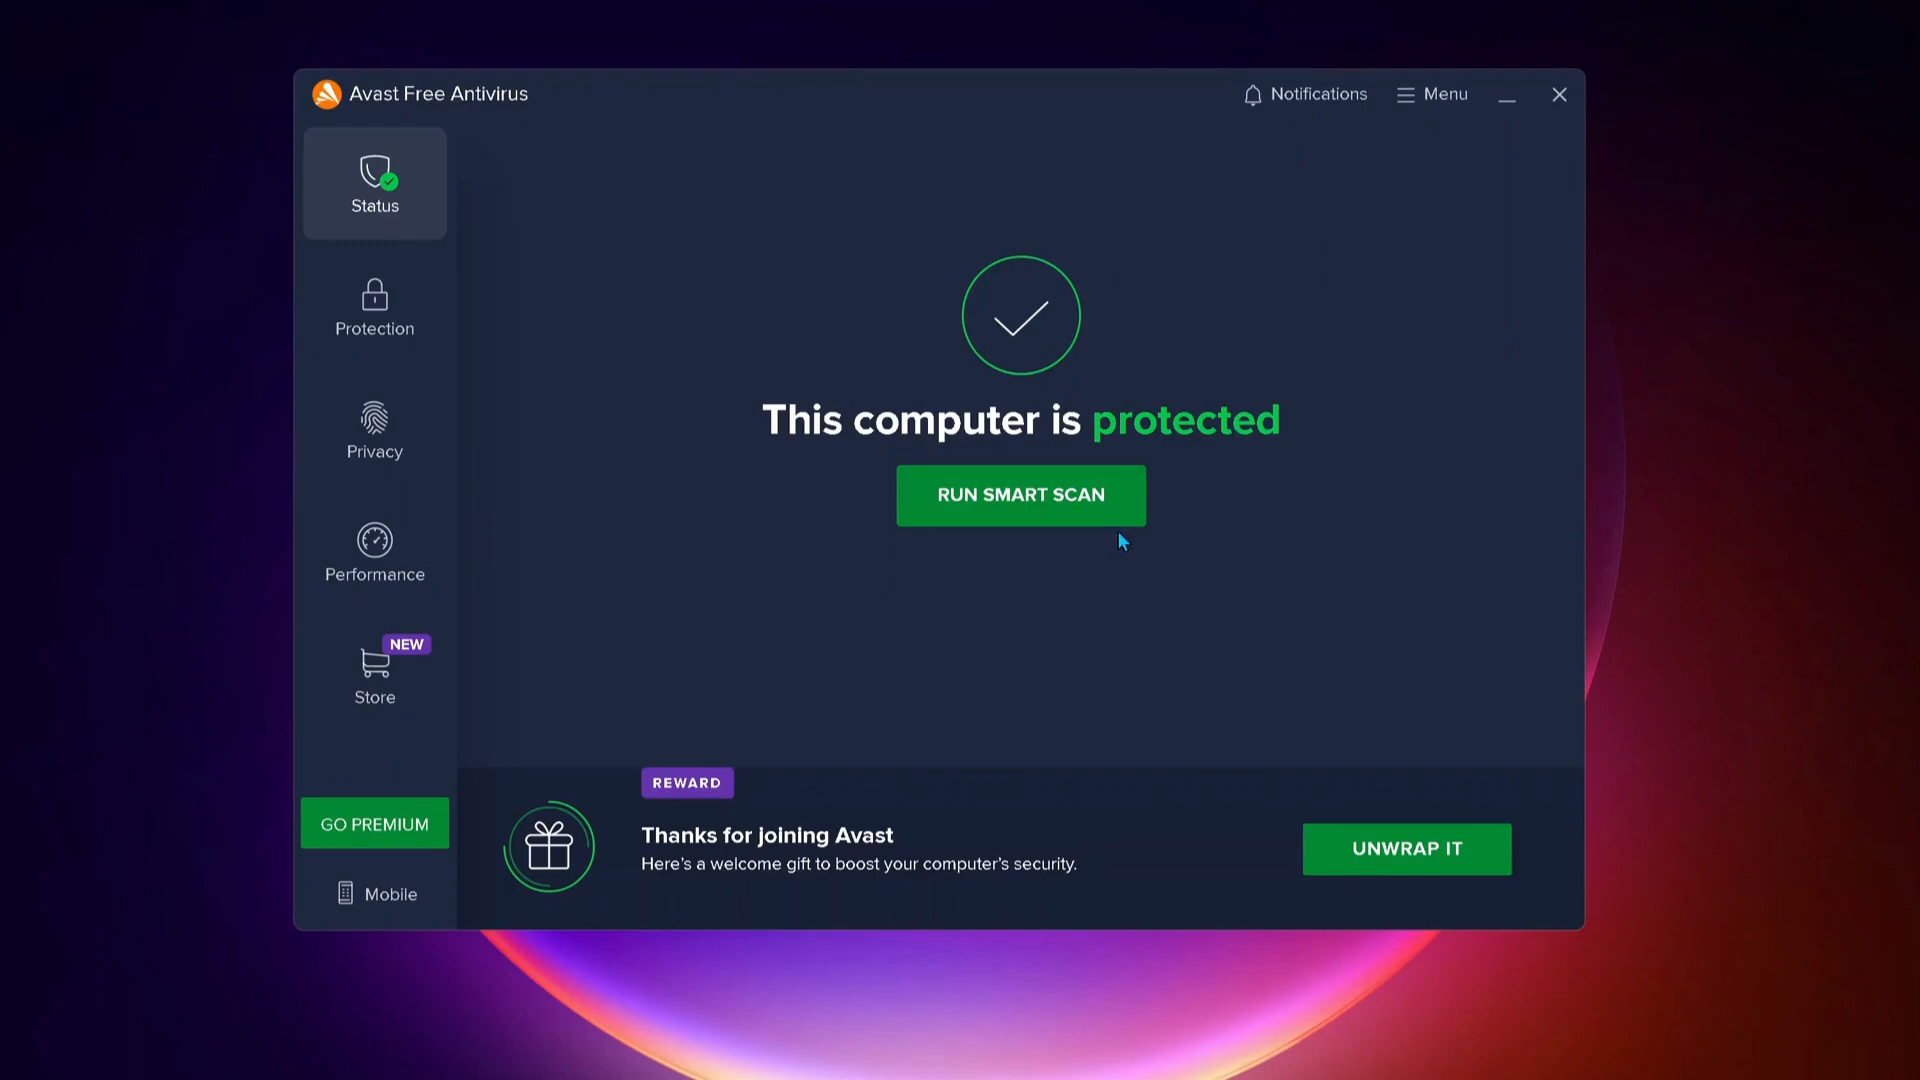 Avast Free Antivirus
Notifications
Menu
Status
Protection
Privacy
Performance
NEW
Store
GO PREMIUM
Mobile
This computer is protected
RUN SMART SCAN
REWARD
Thanks for joining Avast
Here's a welcome gift to boost your computer's security.
UNWRAP IT